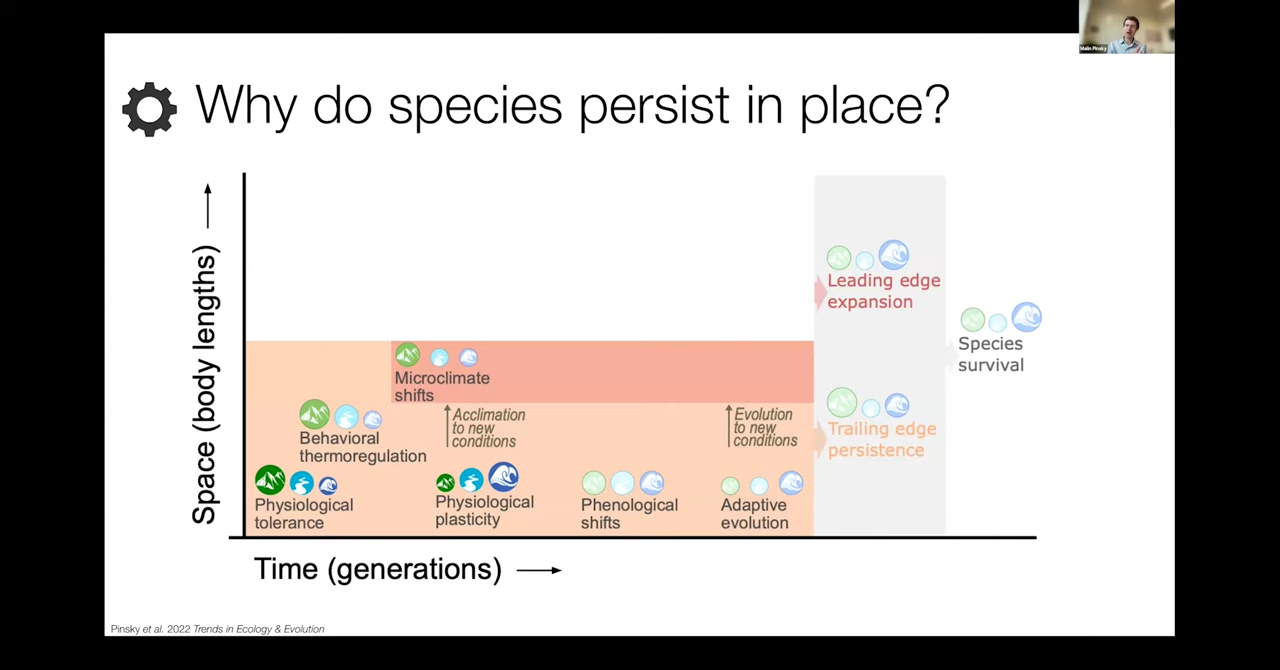 Malin Pinsky
Why do species persist in place?
Space (body lengths)
Leading edge
expansion
Species
survival
Microclimate
shifts
Acclimation
to new
conditions
Evolution
to new
conditions
Trailing edge
persistence
Behavioral
thermoregulation
Physiological
tolerance
Physiological
plasticity
Phenological
shifts
Adaptive
evolution
Time (generations)
Pinsky et al. 2022 Trends in Ecology & Evolution